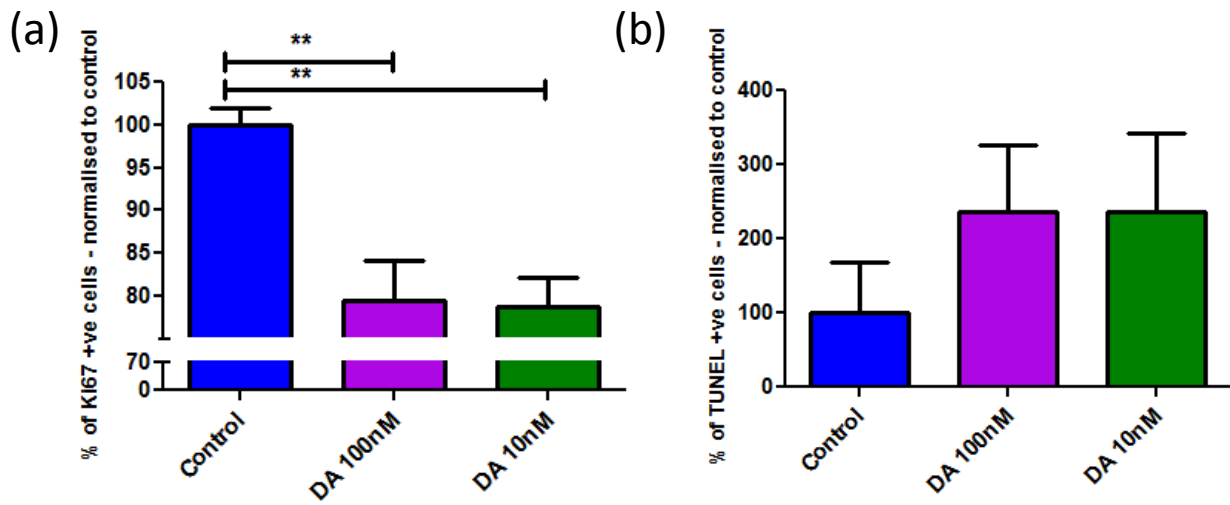 (a)
% of KI67 +ve cells - normalised to control
**
**
105
100
95
90
85
80
70
0
Control
DA 100nM
DA 10nM
(b)
% of TUNEL +ve cells - normalised to control
400
300
200
100
0
Control
DA 100nM
DA 10nM